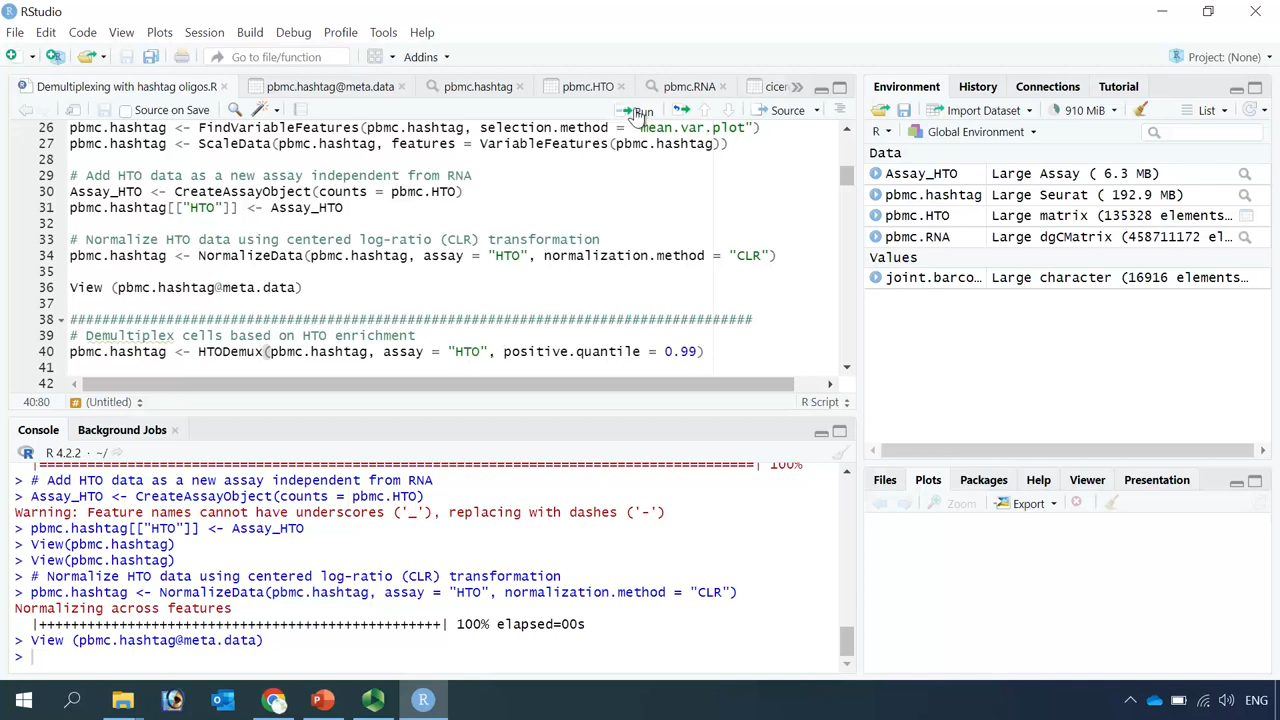 RStudio
File Edit Code View Plots Session Build Debug Profile Tools Help
Go to file/function Addins Project: (None)
Demultiplexing with hashtag oligos.R pbmc.hashtag@meta.data pbmc.hashtag pbmc.HTO pbmc.RNA cicer
Source on Save Run Source
26 pbmc.hashtag <- FindVariableFeatures(pbmc.hashtag, selection.method = "mean.var.plot")
27 pbmc.hashtag <- ScaleData(pbmc.hashtag, features = VariableFeatures(pbmc.hashtag))
28
29 # Add HTO data as a new assay independent from RNA
30 Assay_HTO <- CreateAssayObject(counts = pbmc.HTO)
31 pbmc.hashtag[["HTO"]] <- Assay_HTO
32
33 # Normalize HTO data using centered log-ratio (CLR) transformation
34 pbmc.hashtag <- NormalizeData(pbmc.hashtag, assay = "HTO", normalization.method = "CLR")
35
36 View (pbmc.hashtag@meta.data)
37
38 #####################################################################################
39 # Demultiplex cells based on HTO enrichment
40 pbmc.hashtag <- HTODemux(pbmc.hashtag, assay = "HTO", positive.quantile = 0.99)
41
42
40:80 # (Untitled) R Script
Console Background Jobs
R 4.2.2 · ~/
|==========================================================================================| 100%
> # Add HTO data as a new assay independent from RNA
> Assay_HTO <- CreateAssayObject(counts = pbmc.HTO)
Warning: Feature names cannot have underscores ('_'), replacing with dashes ('-')
> pbmc.hashtag[["HTO"]] <- Assay_HTO
> View(pbmc.hashtag)
> View(pbmc.hashtag)
> # Normalize HTO data using centered log-ratio (CLR) transformation
> pbmc.hashtag <- NormalizeData(pbmc.hashtag, assay = "HTO", normalization.method = "CLR")
Normalizing across features
|++++++++++++++++++++++++++++++++++++++++++++++++++| 100% elapsed=00s
> View (pbmc.hashtag@meta.data)
>
Environment History Connections Tutorial
Import Dataset 910 MiB List
R Global Environment
Data
Assay_HTO Large Assay ( 6.3 MB)
pbmc.hashtag Large Seurat ( 192.9 MB)
pbmc.HTO Large matrix (135328 elements…
pbmc.RNA Large dgCMatrix (458711172 el…
Values
joint.barco… Large character (16916 elements…
Files Plots Packages Help Viewer Presentation
Zoom Export
ENG